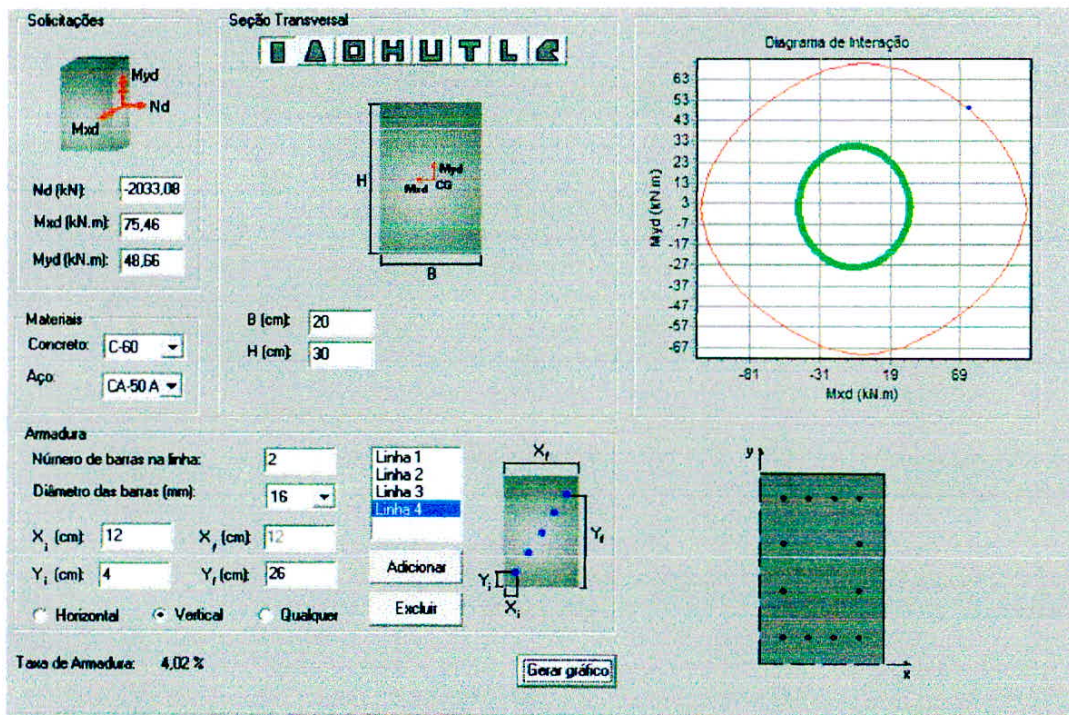 Solicitações
Myd
Nd
Mxd
Nd (kN): -2033,08
Mxd (kN.m): 75,46
Myd (kN.m): 48,66
Materiais
Concreto: C-60
Aço: CA-50 A
Seção Transversal
H
Myd
Mxd
CG
B
B (cm): 20
H (cm): 30
Diagrama de Interação
63
53
43
33
23
13
3
-7
-17
-27
-37
-47
-57
-67
Myd (kN.m)
-81 -31 19 69
Mxd (kN.m)
Armadura
Número de barras na linha: 2
Diâmetro das barras (mm): 16
Xi (cm): 12 Xf (cm): 12
Yi (cm): 4 Yf (cm): 26
Horizontal Vertical Qualquer
Linha 1
Linha 2
Linha 3
Linha 4
Adicionar
Excluir
Xf
Yf
Yi
Xi
y
x
Taxa de Armadura: 4,02 %
Gerar gráfico